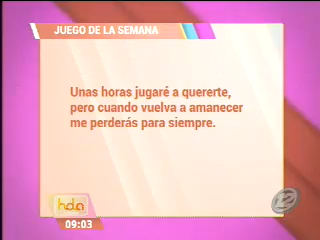 JUEGO DE LA SEMANA
Unas horas jugaré a quererte,
pero cuando vuelva a amanecer
me perderás para siempre.
hda
12
09:03